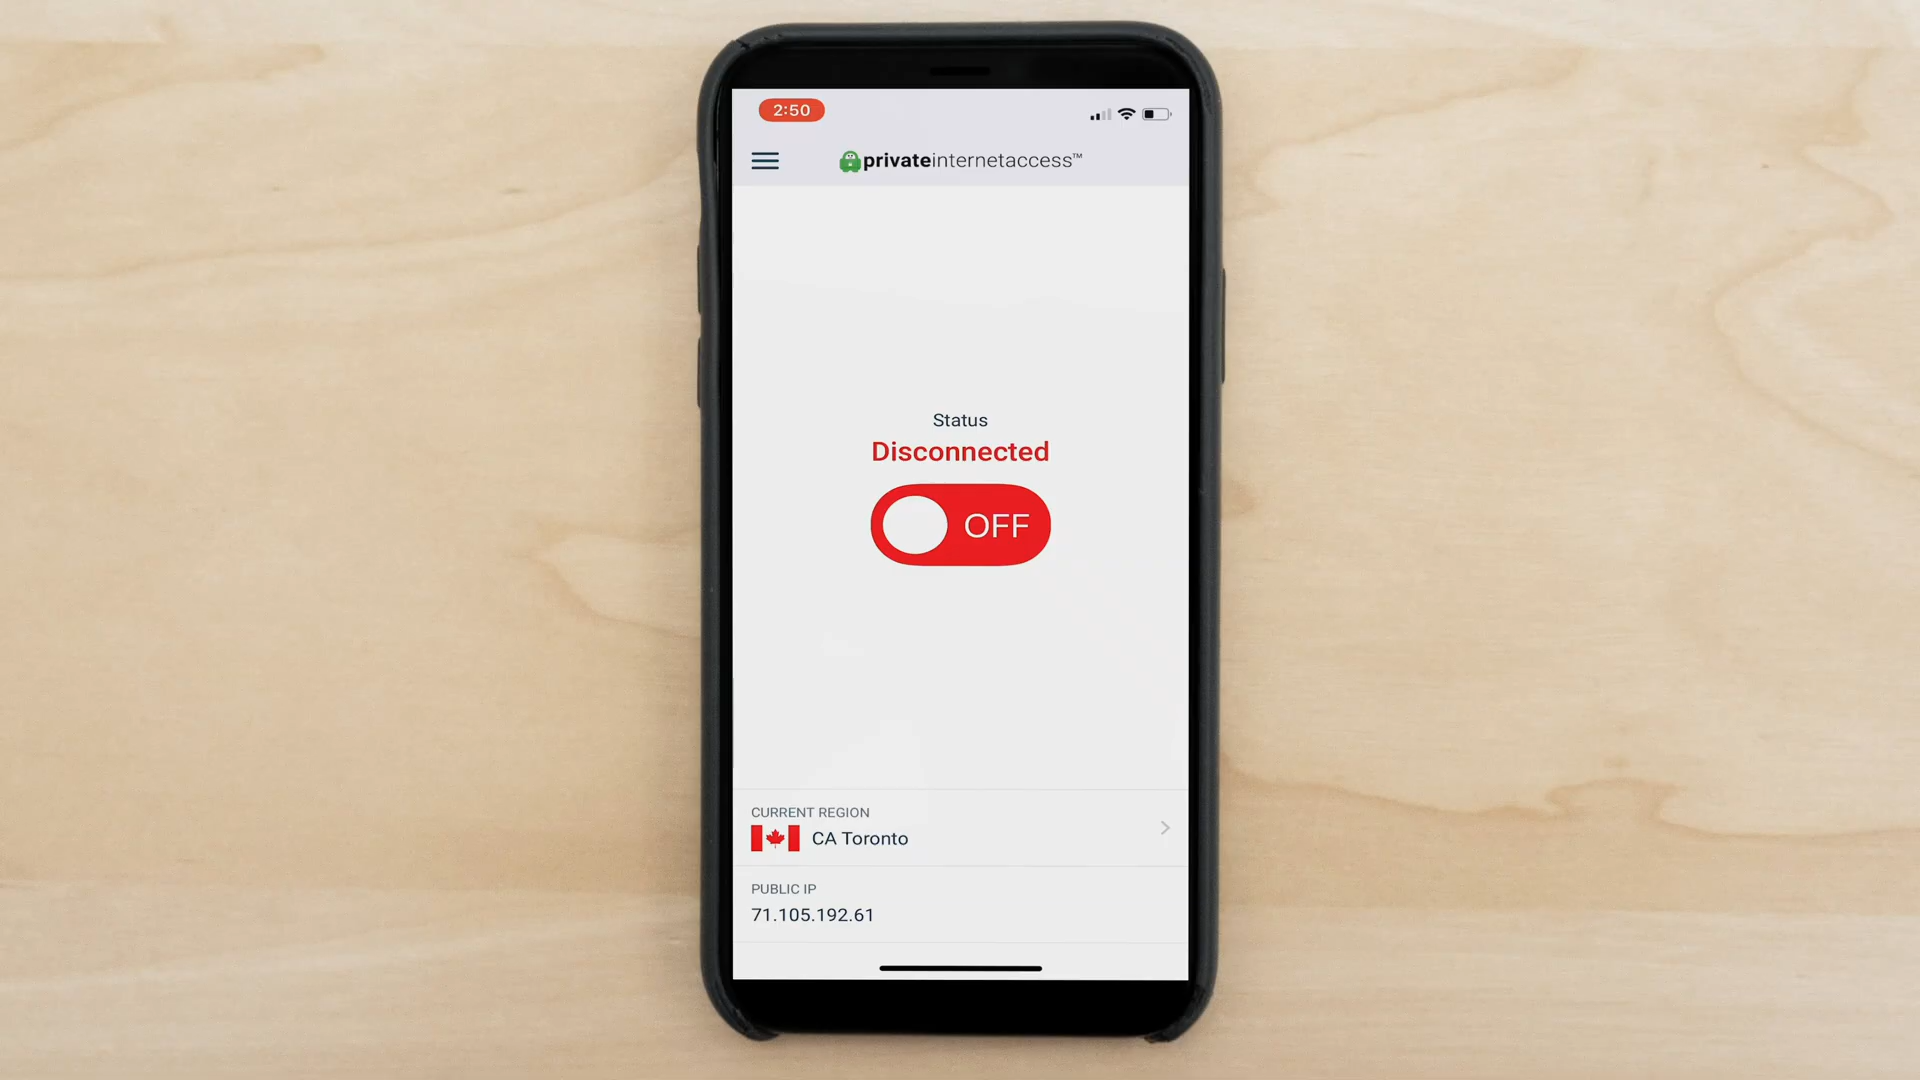 2:50
privateinternetaccess™
Status
Disconnected
OFF
CURRENT REGION
CA Toronto
PUBLIC IP
71.105.192.61